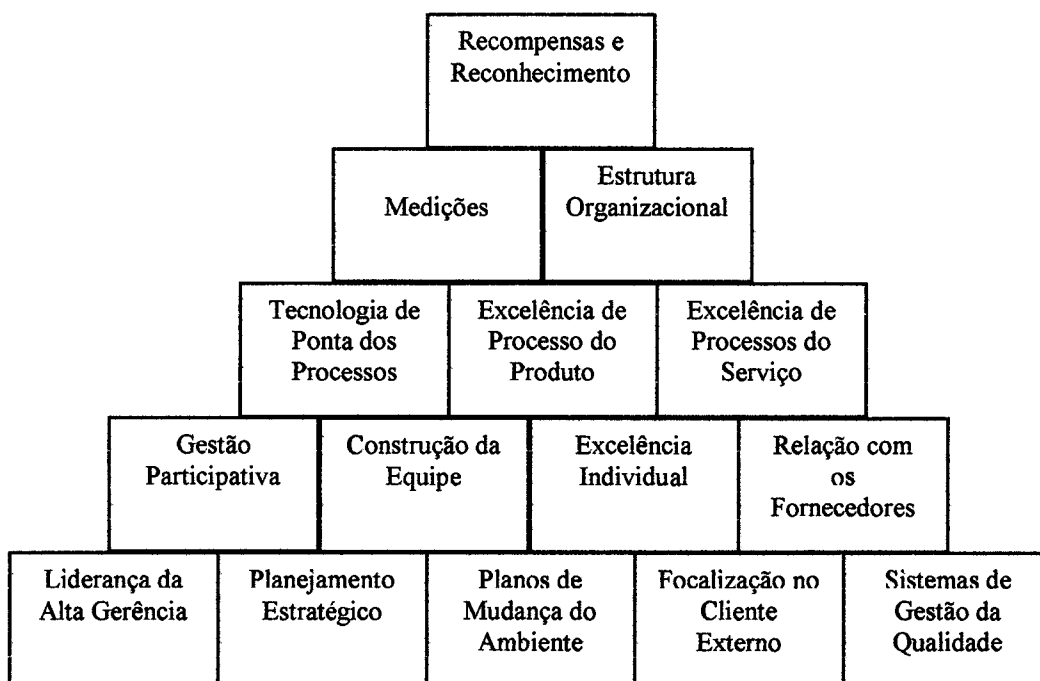 Recompensas e
Reconhecimento
Medições
Estrutura
Organizacional
Tecnologia de
Ponta dos
Processos
Excelência de
Processo do
Produto
Excelência de
Processos do
Serviço
Gestão
Participativa
Construção da
Equipe
Excelência
Individual
Relação com
os
Fornecedores
Liderança da
Alta Gerência
Planejamento
Estratégico
Planos de
Mudança do
Ambiente
Focalização no
Cliente
Externo
Sistemas de
Gestão da
Qualidade